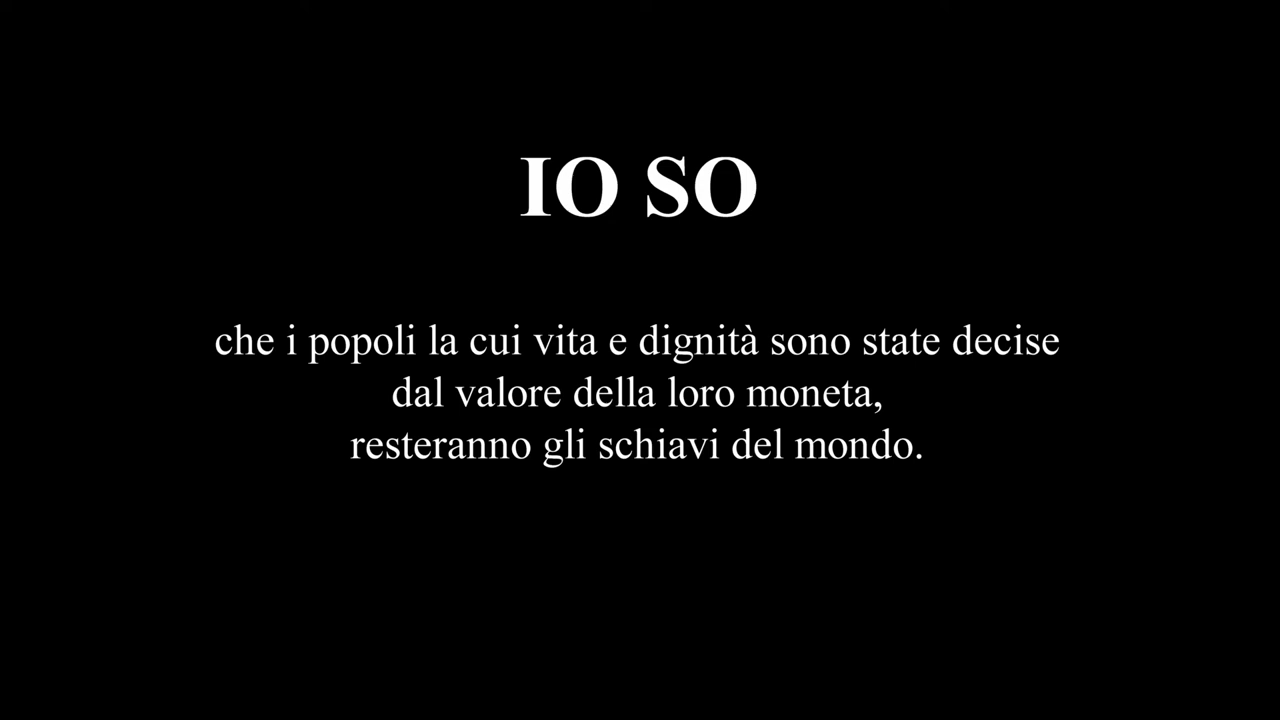 IO SO
che i popoli la cui vita e dignità sono state decise
dal valore della loro moneta,
resteranno gli schiavi del mondo.